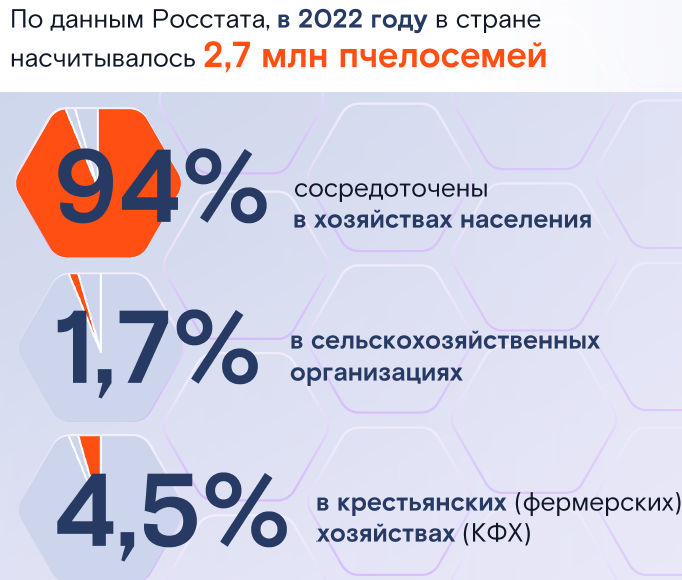 По данным Росстата, в 2022 году в стране
насчитывалось 2,7 млн пчелосемей
94%
сосредоточены
в хозяйствах населения
1,7%
в сельскохозяйственных
организациях
4,5%
в крестьянских (фермерских)
хозяйствах (КФХ)